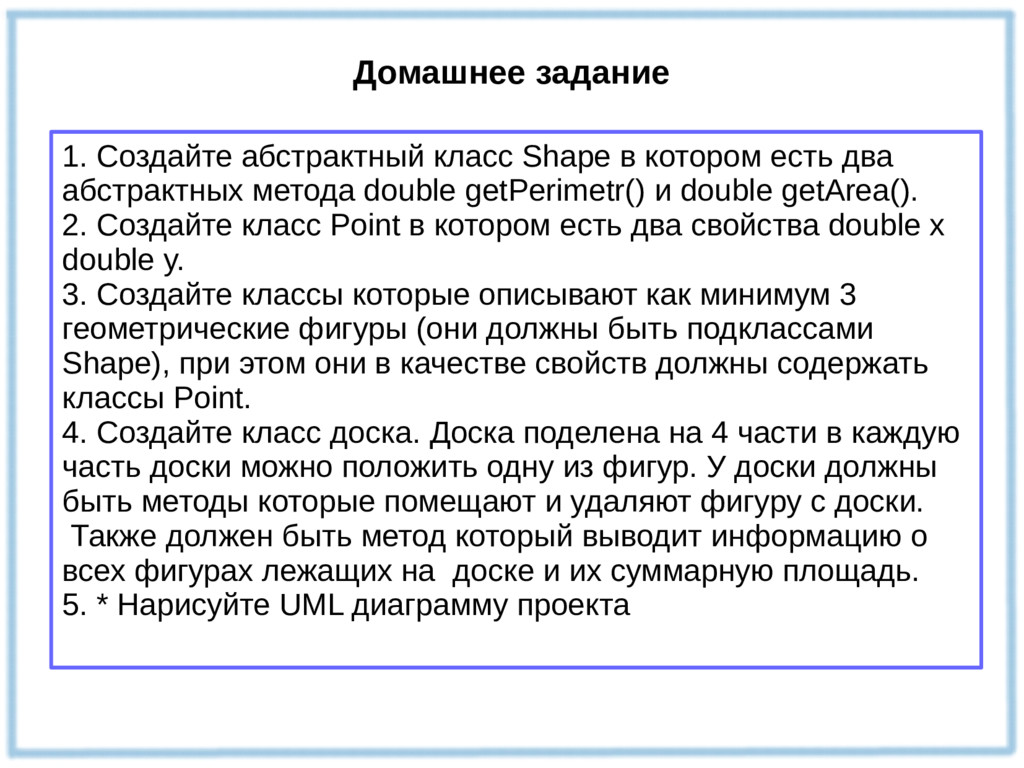 Домашнее задание
1. Создайте абстрактный класс Shape в котором есть два
абстрактных метода double getPerimetr() и double getArea().
2. Создайте класс Point в котором есть два свойства double x
double y.
3. Создайте классы которые описывают как минимум 3
геометрические фигуры (они должны быть подклассами
Shape), при этом они в качестве свойств должны содержать
классы Point.
4. Создайте класс доска. Доска поделена на 4 части в каждую
часть доски можно положить одну из фигур. У доски должны
быть методы которые помещают и удаляют фигуру с доски.
Также должен быть метод который выводит информацию о
всех фигурах лежащих на  доске и их суммарную площадь.
5. * Нарисуйте UML диаграмму проекта